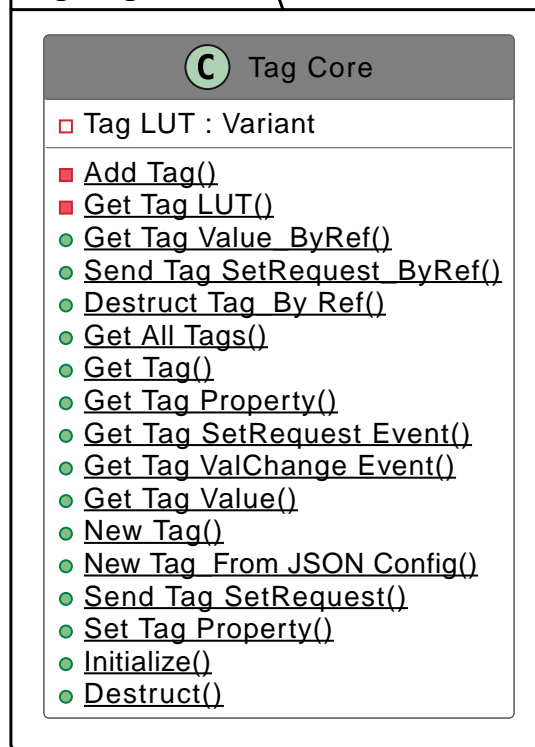 C Tag Core
Tag LUT : Variant
Add Tag()
Get Tag LUT()
Get Tag Value_ByRef()
Send Tag SetRequest_ByRef()
Destruct Tag_By Ref()
Get All Tags()
Get Tag()
Get Tag Property()
Get Tag SetRequest Event()
Get Tag ValChange Event()
Get Tag Value()
New Tag()
New Tag_From JSON Config()
Send Tag SetRequest()
Set Tag Property()
Initialize()
Destruct()